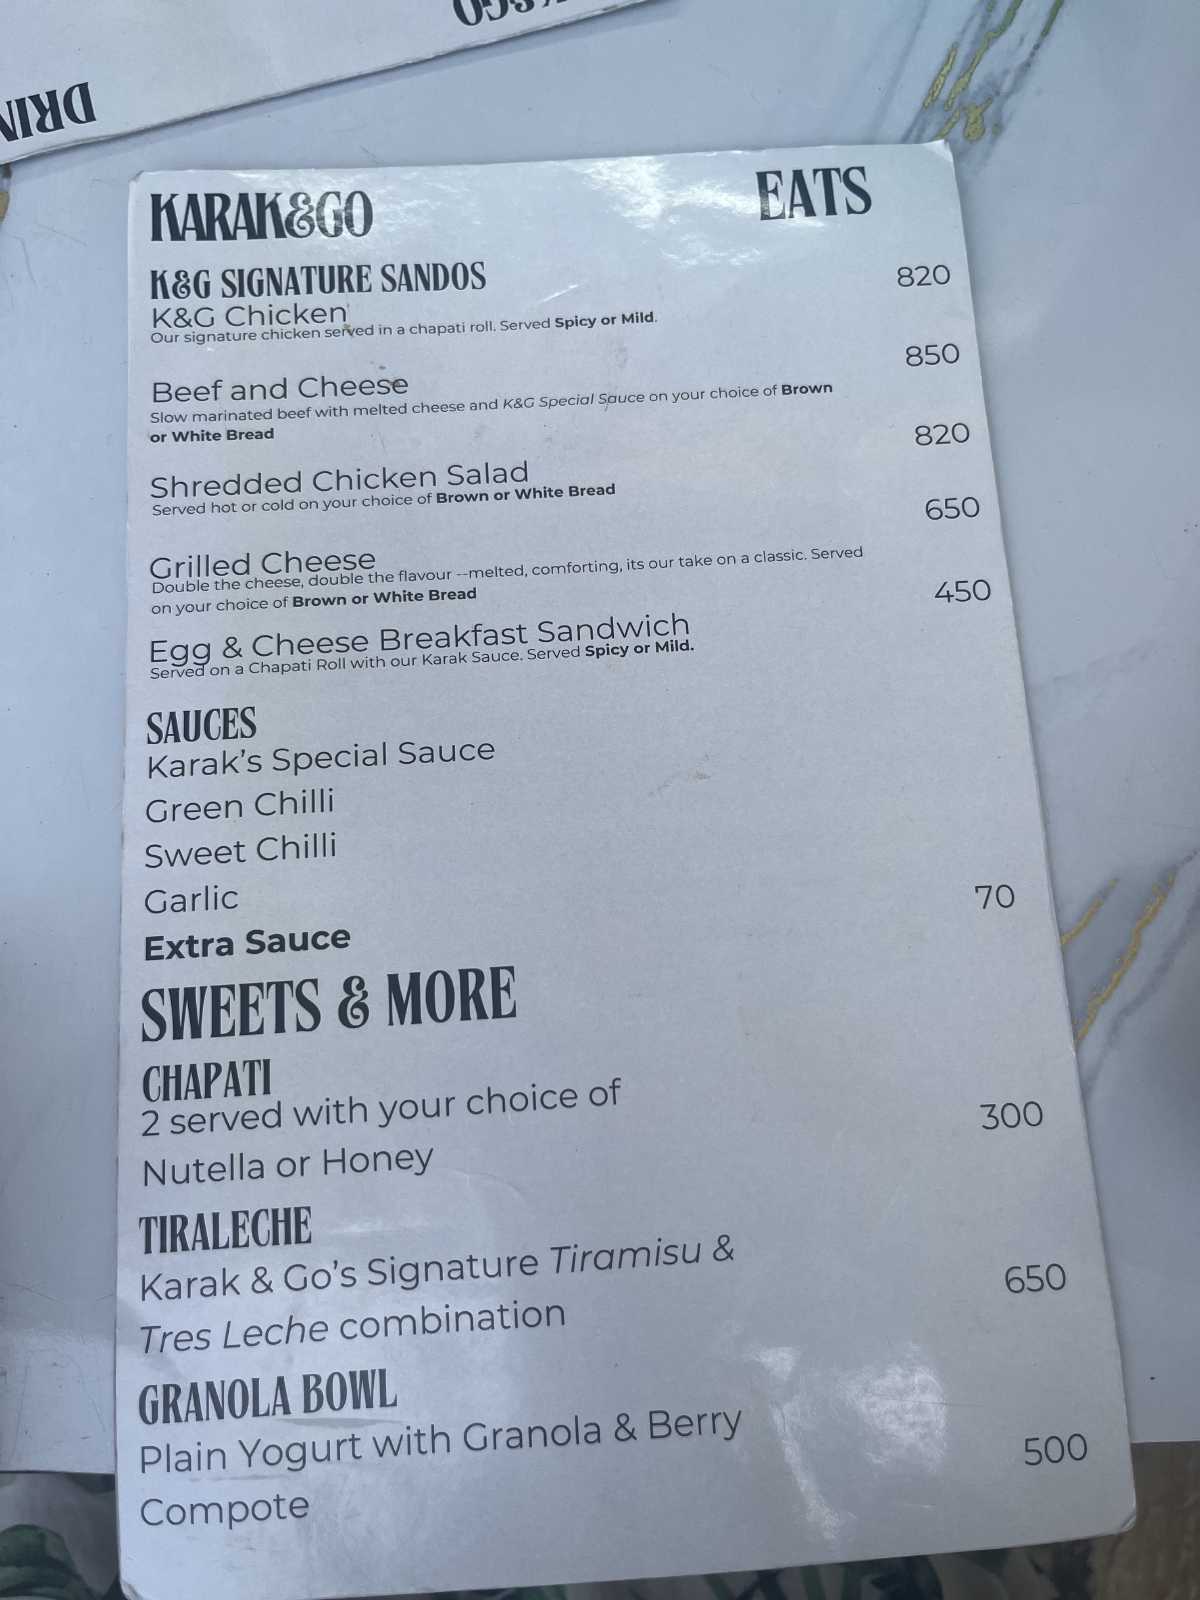 DRIN
KARAK&GO
EATS
K&G SIGNATURE SANDOS
K&G Chicken 820
Our signature chicken served in a chapati roll. Served Spicy or Mild.
Beef and Cheese 850
Slow marinated beef with melted cheese and K&G Special Sauce on your choice of Brown
or White Bread
Shredded Chicken Salad 820
Served hot or cold on your choice of Brown or White Bread
Grilled Cheese 650
Double the cheese, double the flavour --melted, comforting, its our take on a classic. Served
on your choice of Brown or White Bread
Egg & Cheese Breakfast Sandwich 450
Served on a Chapati Roll with our Karak Sauce. Served Spicy or Mild.
SAUCES
Karak's Special Sauce
Green Chilli
Sweet Chilli
Garlic
Extra Sauce 70
SWEETS & MORE
CHAPATI
2 served with your choice of 300
Nutella or Honey
TIRALECHE
Karak & Go's Signature Tiramisu & 650
Tres Leche combination
GRANOLA BOWL
Plain Yogurt with Granola & Berry 500
Compote